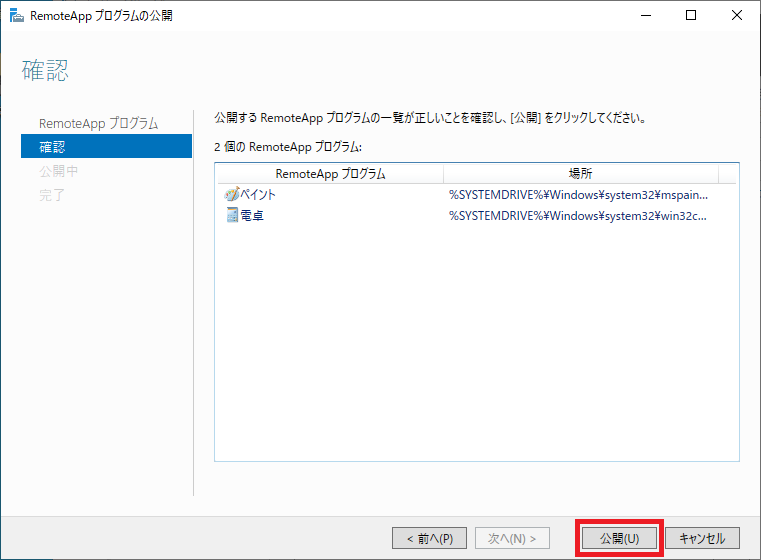 RemoteApp プログラムの公開
確認
RemoteApp プログラム
確認
公開中
完了
公開する RemoteApp プログラムの一覧が正しいことを確認し、[公開] をクリックしてください。
2 個の RemoteApp プログラム:
RemoteApp プログラム 場所
ペイント %SYSTEMDRIVE%¥Windows¥system32¥mspain...
電卓 %SYSTEMDRIVE%¥Windows¥system32¥win32c...
< 前へ(P) 次へ(N) > 公開(U) キャンセル